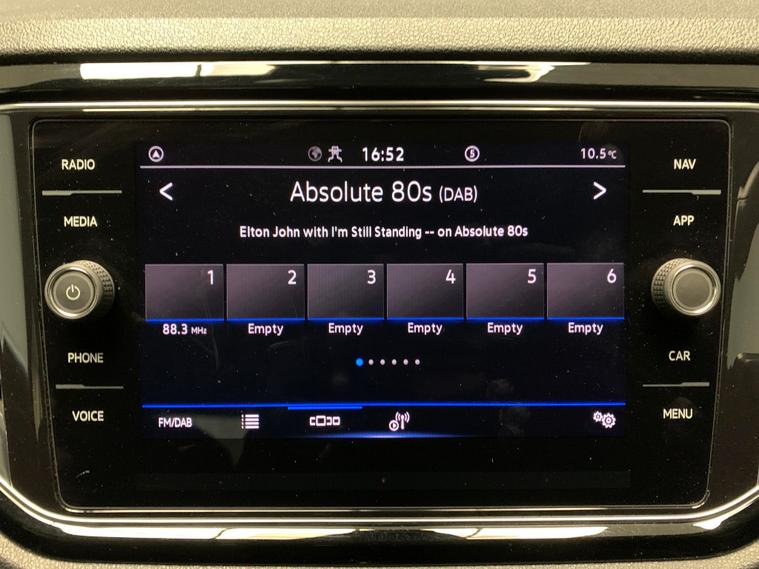 RADIO
MEDIA
PHONE
VOICE
16:52
5
10.5°C
< Absolute 80s (DAB) >
Elton John with I'm Still Standing -- on Absolute 80s
1 2 3 4 5 6
88.3 MHz Empty Empty Empty Empty Empty
FM/DAB
NAV
APP
CAR
MENU